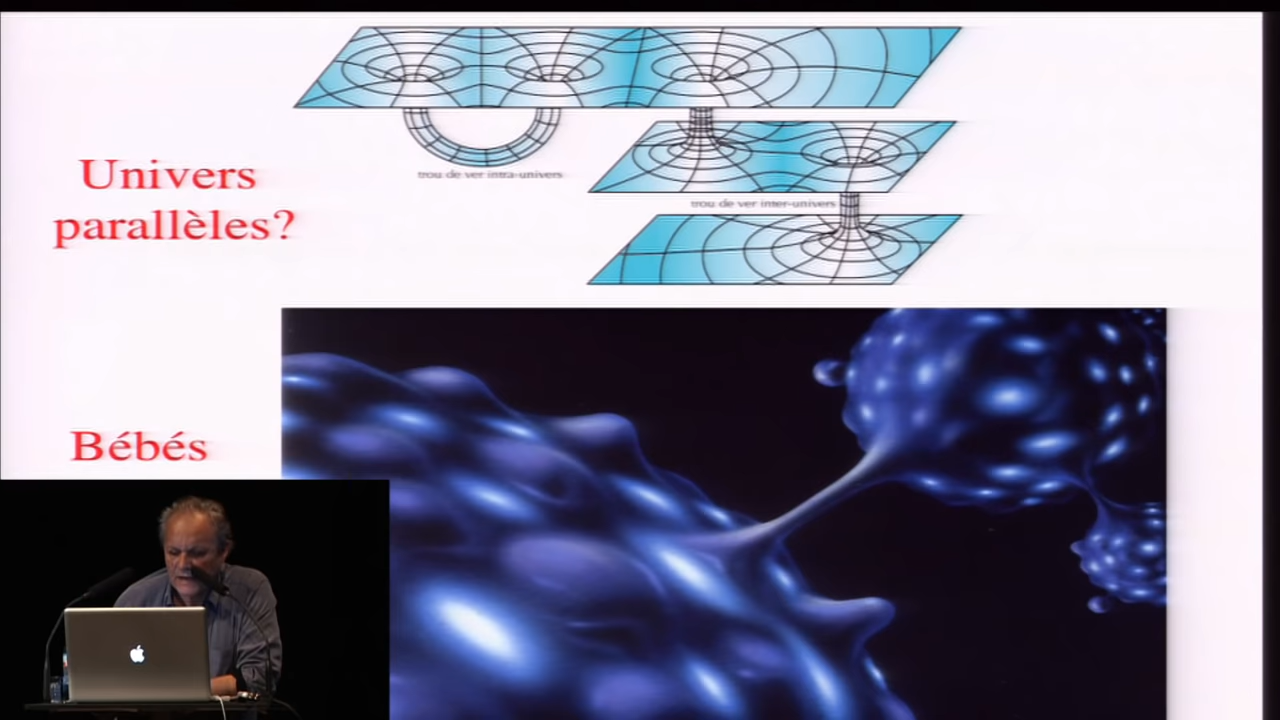 Univers
parallèles?
trou de ver intra-univers
trou de ver inter-univers
Bébés